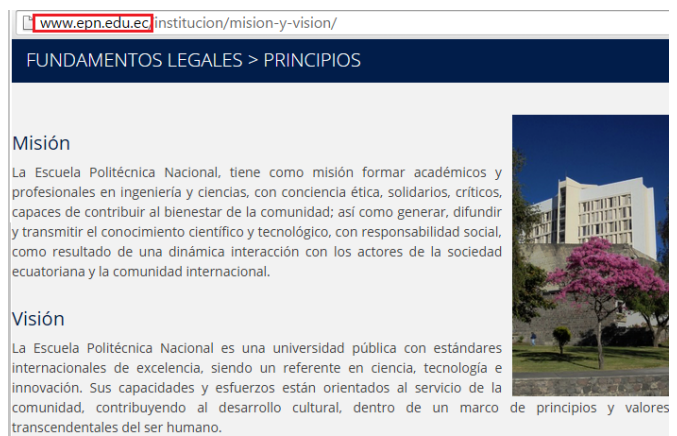 www.epn.edu.ec/institucion/mision-y-vision/
FUNDAMENTOS LEGALES > PRINCIPIOS
Misión
La Escuela Politécnica Nacional, tiene como misión formar académicos y
profesionales en ingeniería y ciencias, con conciencia ética, solidarios, críticos,
capaces de contribuir al bienestar de la comunidad; así como generar, difundir
y transmitir el conocimiento científico y tecnológico, con responsabilidad social,
como resultado de una dinámica interacción con los actores de la sociedad
ecuatoriana y la comunidad internacional.
Visión
La Escuela Politécnica Nacional es una universidad pública con estándares
internacionales de excelencia, siendo un referente en ciencia, tecnología e
innovación. Sus capacidades y esfuerzos están orientados al servicio de la
comunidad, contribuyendo al desarrollo cultural, dentro de un marco de principios y valores
transcendentales del ser humano.